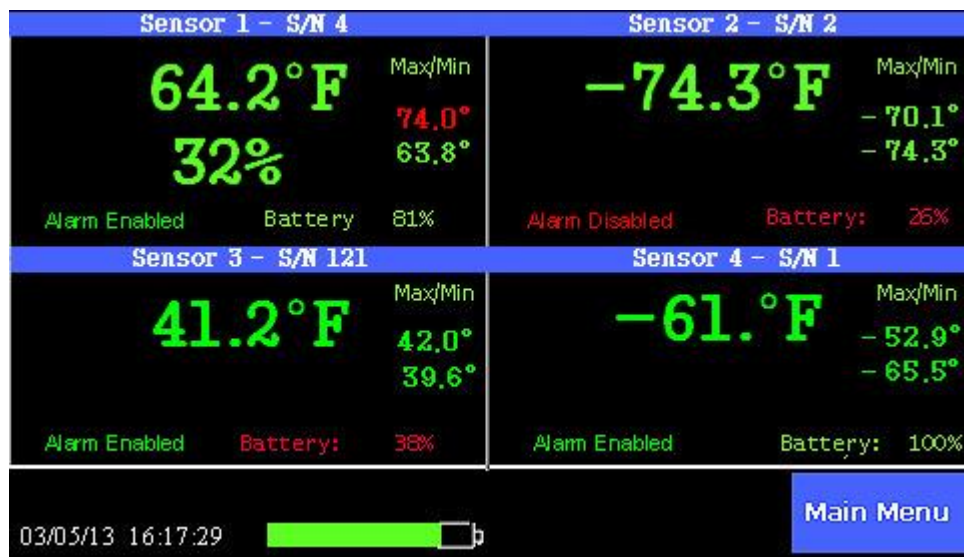 Sensor 1 - S/N 4
64.2°F
Max/Min
74.0°
63.8°
32%
Alarm Enabled Battery 81%
Sensor 2 - S/N 2
-74.3°F
Max/Min
- 70.1°
- 74.3°
Alarm Disabled Battery: 26%
Sensor 3 - S/N 121
41.2°F
Max/Min
42.0°
39.6°
Alarm Enabled Battery: 38%
Sensor 4 - S/N 1
-61.°F
Max/Min
- 52.9°
- 65.5°
Alarm Enabled Battery: 100%
03/05/13 16:17:29
Main Menu